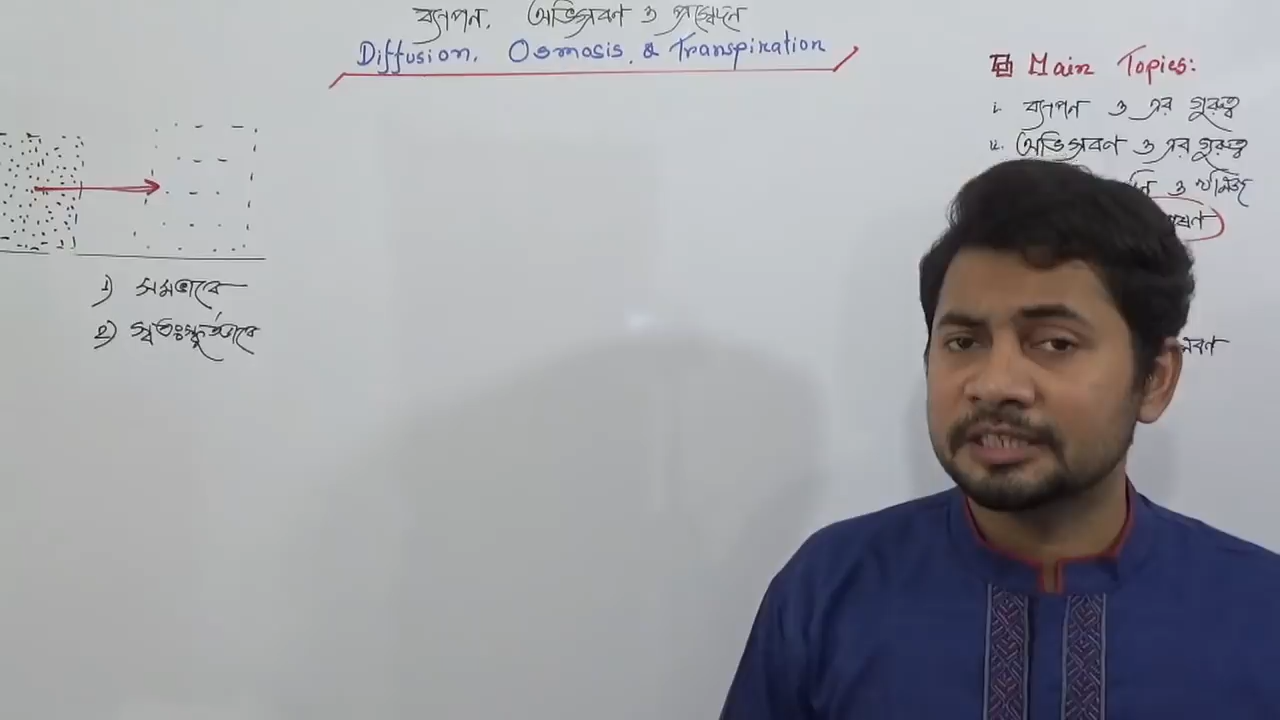 ব্যাপন, অভিস্রবণ ও প্রস্বেদন
Diffusion, Osmosis, & Transpiration
Main Topics:
i. ব্যাপন ও এর গুরুত্ব
ii. অভিস্রবণ ও এর গুরুত্ব
ও খনিজ
১) সমভাবে
২) স্বতঃস্ফূর্তভাবে